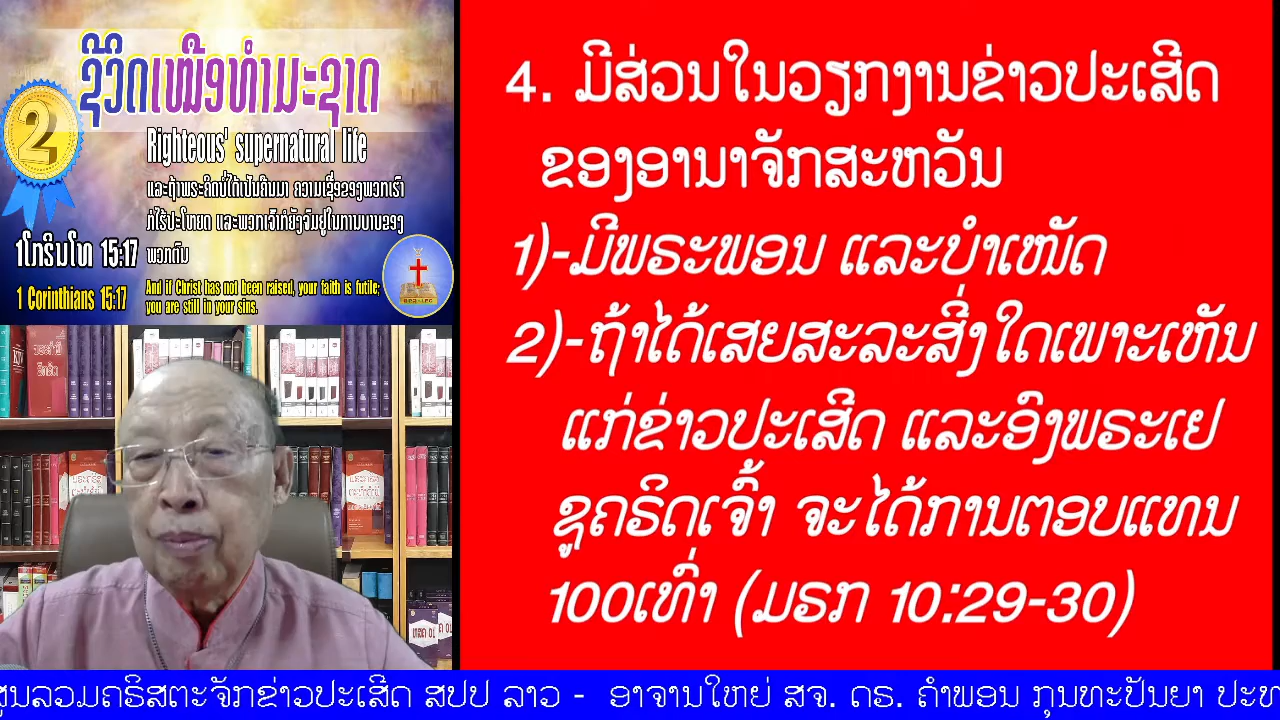 ຊີວິດເໜືອທຳມະຊາດ
2
Righteous' supernatural life
ແລະຖ້າພຣະຄຣິດບໍ່ໄດ້ເປັນຄືນມາ ຄວາມເຊື່ອຂອງພວກເຮົາ
ກໍໄຮ້ປະໂຫຍດ ແລະພວກເຈົ້າກໍຍັງຈົມຢູ່ໃນການບາບຂອງ
ພວກຕົນ
1ໂກຣິນໂທ 15:17
1 Corinthians 15:17
And if Christ has not been raised, your faith is futile;
you are still in your sins.
4. ມີສ່ວນໃນວຽກງານຂ່າວປະເສີດ
ຂອງອານາຈັກສະຫວັນ
1)-ມີພຣະພອນ ແລະບຳເໜັດ
2)-ຖ້າໄດ້ເສຍສະລະສິ່ງໃດເພາະເຫັນ
ແກ່ຂ່າວປະເສີດ ແລະອົງພຣະເຢ
ຊູຄຣິດເຈົ້າ ຈະໄດ້ການຕອບແທນ
100ເທົ່າ (ມຣກ 10:29-30)
ສູນລວມຄຣິສຕະຈັກຂ່າວປະເສີດ ສປປ ລາວ - ອາຈານໃຫຍ່ ສຈ. ດຣ. ຄຳພອນ ກຸນທະປັນຍາ ປະທ